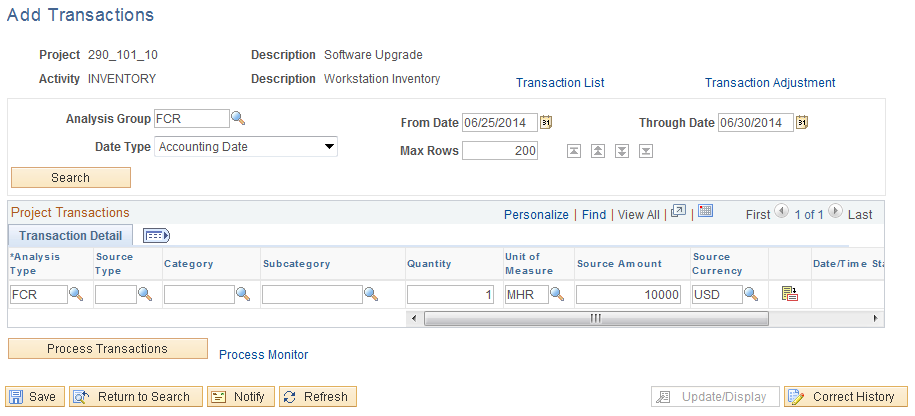 Add Transactions
Project 290_101_10 Description Software Upgrade
Activity INVENTORY Description Workstation Inventory Transaction List Transaction Adjustment
Analysis Group FCR From Date 06/25/2014 31 Through Date 06/30/2014 31
Date Type Accounting Date Max Rows 200
Search
Project Transactions Personalize | Find | View All | | First 1 of 1 Last
Transaction Detail
*Analysis Type Source Type Category Subcategory Quantity Unit of Measure Source Amount Source Currency Date/Time Sta
FCR 1 MHR 10000 USD
Process Transactions Process Monitor
Save Return to Search Notify Refresh Update/Display Correct History